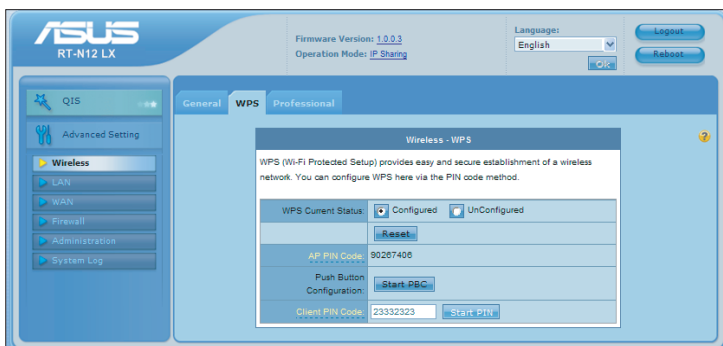 ASUS
RT-N12 LX
Firmware Version: 1.0.0.3
Operation Mode: IP Sharing
Language:
English
Ok
Logout
Reboot
QIS
Advanced Setting
Wireless
LAN
WAN
Firewall
Administration
System Log
General WPS Professional
Wireless - WPS
WPS (Wi-Fi Protected Setup) provides easy and secure establishment of a wireless
network. You can configure WPS here via the PIN code method.
WPS Current Status: Configured UnConfigured
Reset
AP PIN Code: 90267406
Push Button
Configuration: Start PBC
Client PIN Code: 23332323 Start PIN
?